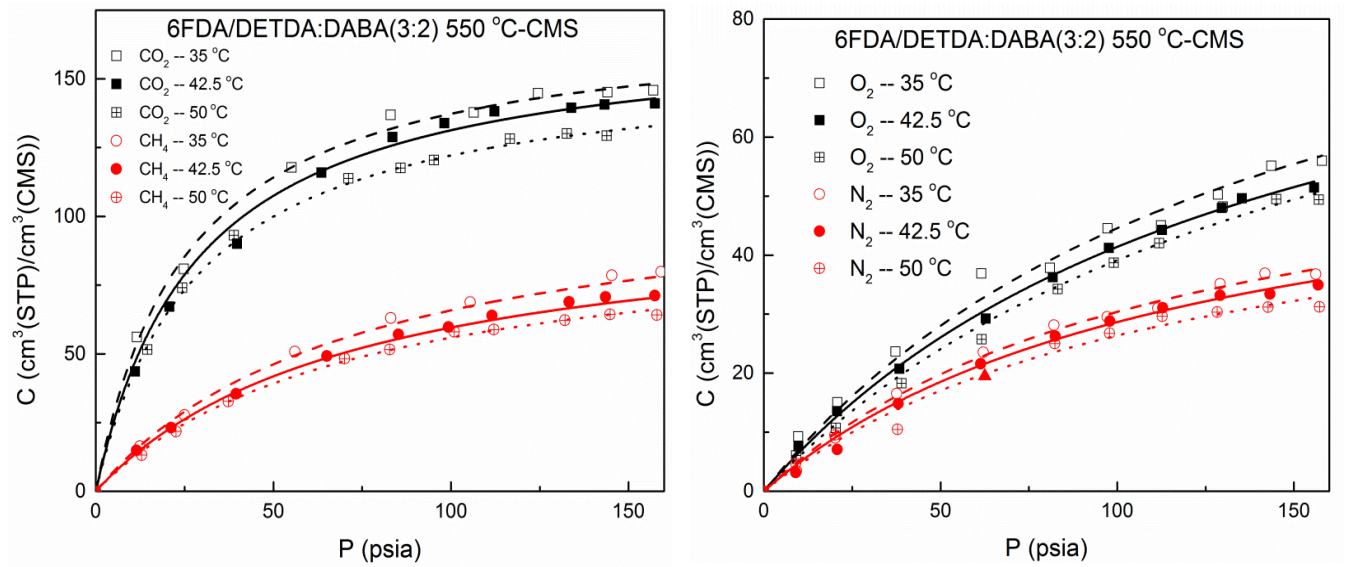 6FDA/DETDA:DABA(3:2) 550 °C-CMS
CO2 -- 35 °C
CO2 -- 42.5 °C
CO2 -- 50 °C
CH4 -- 35 °C
CH4 -- 42.5 °C
CH4 -- 50 °C
C (cm3(STP)/cm3(CMS))
150
100
50
0
0 50 100 150
P (psia)
6FDA/DETDA:DABA(3:2) 550 °C-CMS
O2 -- 35 °C
O2 -- 42.5 °C
O2 -- 50 °C
N2 -- 35 °C
N2 -- 42.5 °C
N2 -- 50 °C
C (cm3(STP)/cm3(CMS))
80
60
40
20
0
0 50 100 150
P (psia)